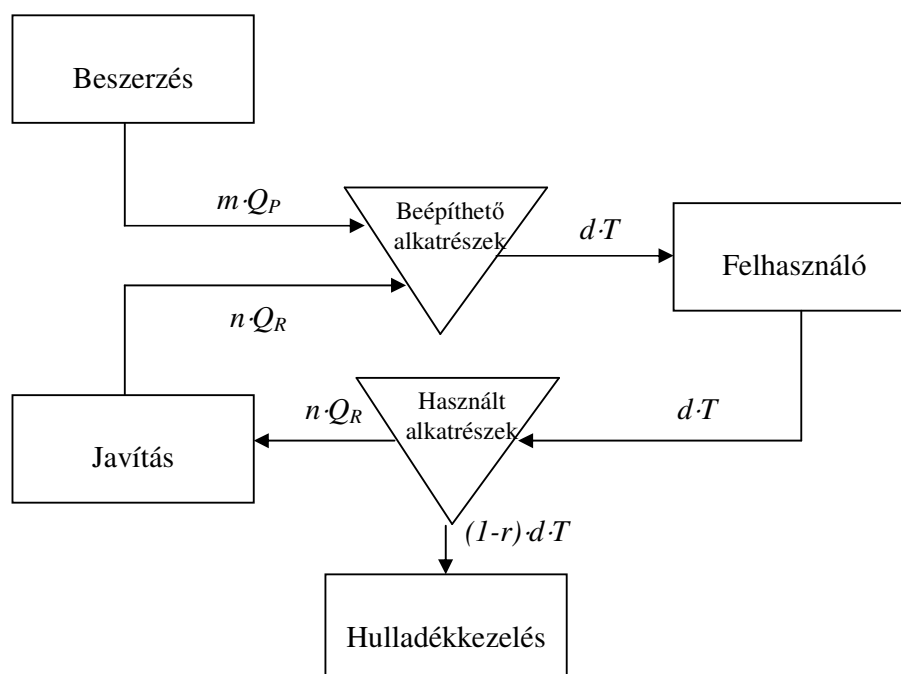 Beszerzés
m·Q_P
Beépíthető
alkatrészek
d·T
Felhasználó
n·Q_R
Használt
alkatrészek
n·Q_R
d·T
Javítás
(1-r)·d·T
Hulladékkezelés